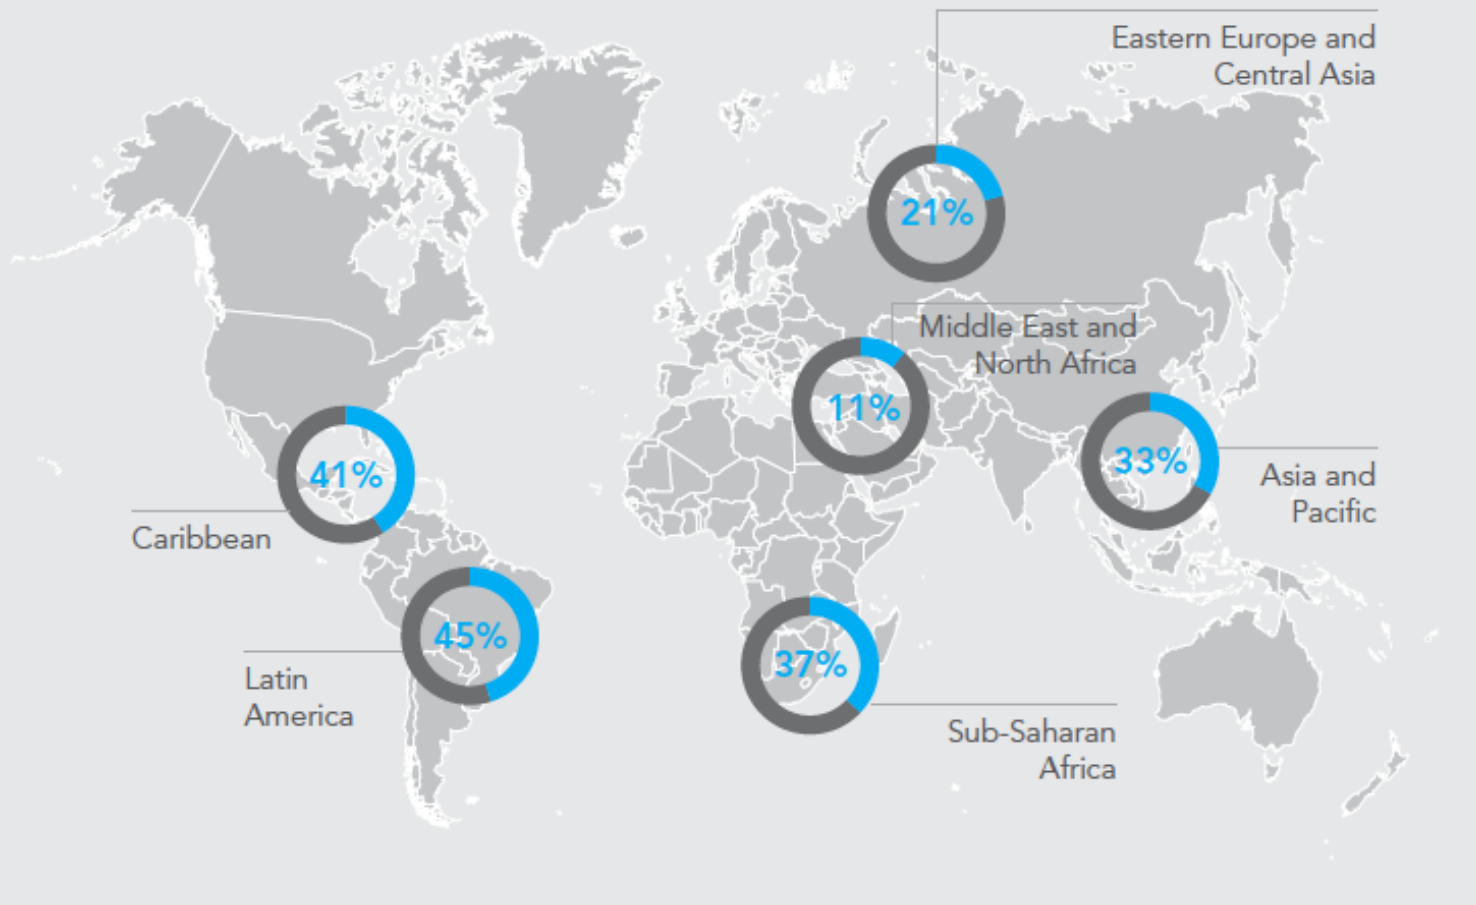 Eastern Europe and
Central Asia
21%
Middle East and
North Africa
11%
41%
Caribbean
33%
Asia and
Pacific
45%
Latin
America
37%
Sub-Saharan
Africa